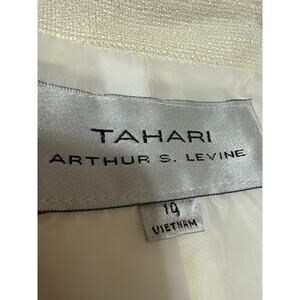 TAHARI
ARTHUR S. LEVINE
10
VIETNAM